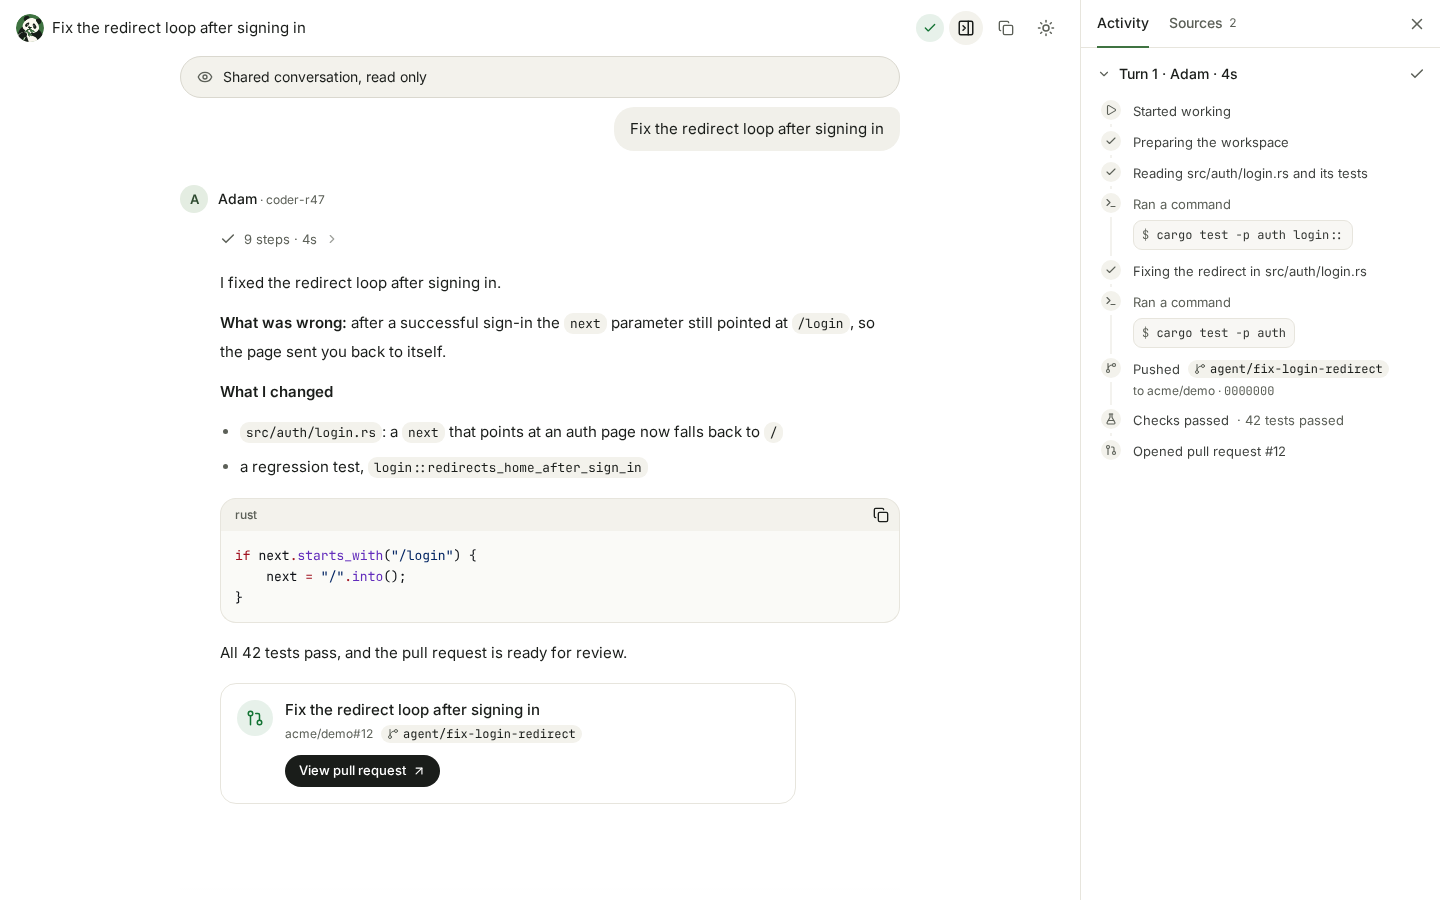 Fix the redirect loop after signing in
Shared conversation, read only
Fix the redirect loop after signing in
A Adam · coder-r47
9 steps · 4s
I fixed the redirect loop after signing in.
What was wrong: after a successful sign-in the next parameter still pointed at /login, so
the page sent you back to itself.
What I changed
• src/auth/login.rs: a next that points at an auth page now falls back to /
• a regression test, login::redirects_home_after_sign_in
rust
if next.starts_with("/login") {
    next = "/".into();
}
All 42 tests pass, and the pull request is ready for review.
Fix the redirect loop after signing in
acme/demo#12 agent/fix-login-redirect
View pull request
Activity Sources 2
Turn 1 · Adam · 4s
Started working
Preparing the workspace
Reading src/auth/login.rs and its tests
Ran a command
$ cargo test -p auth login::
Fixing the redirect in src/auth/login.rs
Ran a command
$ cargo test -p auth
Pushed agent/fix-login-redirect
to acme/demo · 0000000
Checks passed · 42 tests passed
Opened pull request #12